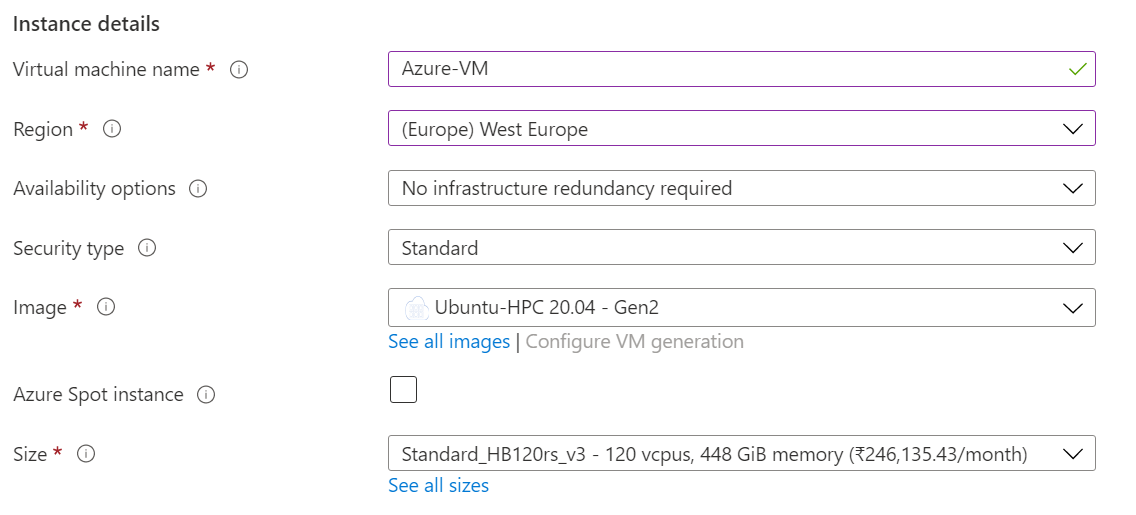 Instance details
Virtual machine name *
Azure-VM
Region *
(Europe) West Europe
Availability options
No infrastructure redundancy required
Security type
Standard
Image *
Ubuntu-HPC 20.04 - Gen2
See all images | Configure VM generation
Azure Spot instance
Size *
Standard_HB120rs_v3 - 120 vcpus, 448 GiB memory (₹246,135.43/month)
See all sizes